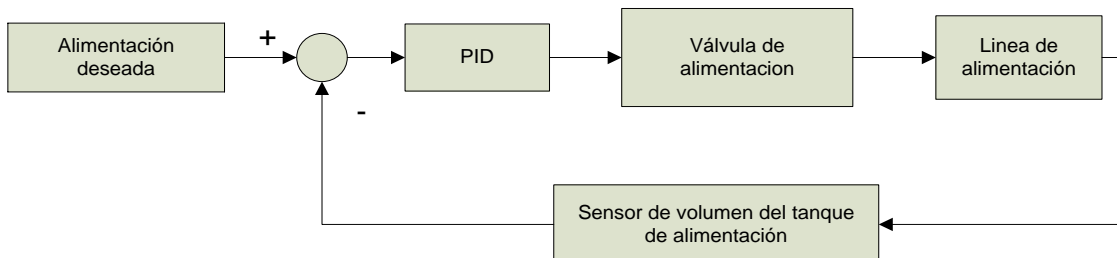 Alimentación
deseada
+
-
PID
Válvula de
alimentacion
Linea de
alimentación
Sensor de volumen del tanque
de alimentación